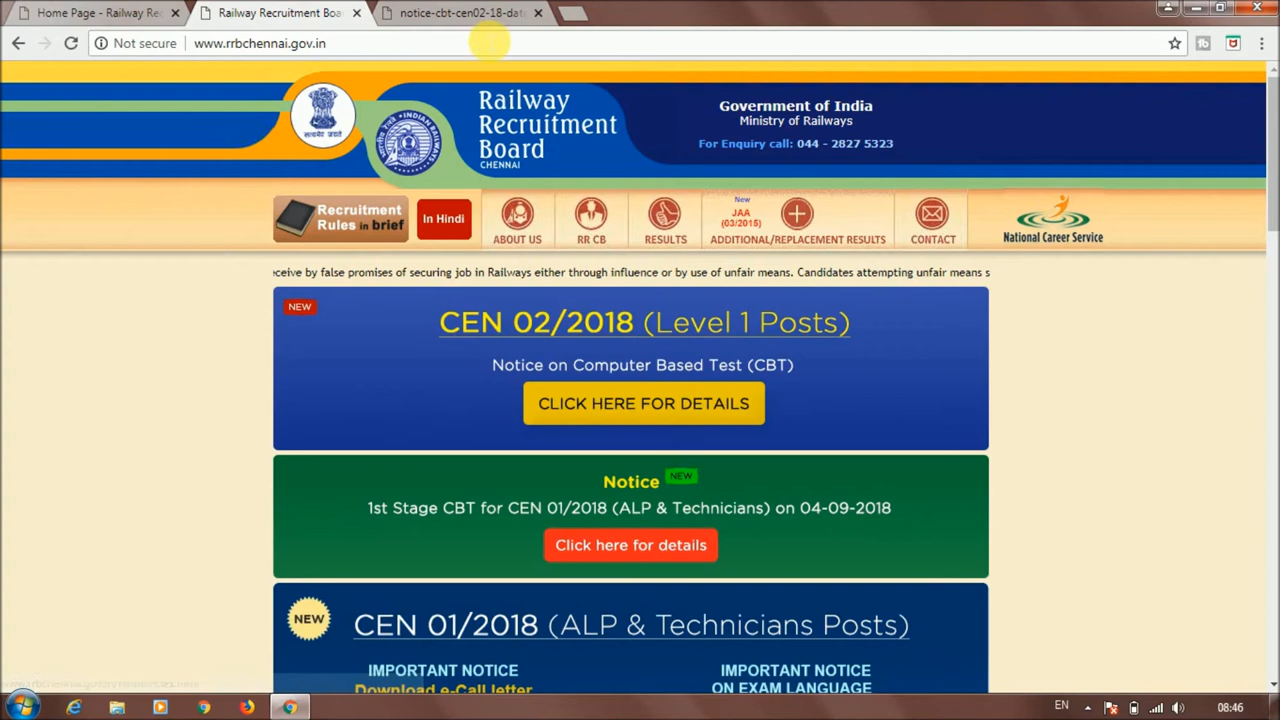 Home Page - Railway Re
Railway Recruitment Boa
notice-cbt-cen02-18-dat
Not secure
www.rrbchennai.gov.in
Railway
Recruitment
Board
CHENNAI
Government of India
Ministry of Railways
For Enquiry call: 044 - 2827 5323
Recruitment
Rules in brief
In Hindi
ABOUT US
RR CB
RESULTS
New
JAA
(03/2015)
ADDITIONAL/REPLACEMENT RESULTS
CONTACT
National Career Service
ceive by false promises of securing job in Railways either through influence or by use of unfair means. Candidates attempting unfair means s
NEW
CEN 02/2018 (Level 1 Posts)
Notice on Computer Based Test (CBT)
CLICK HERE FOR DETAILS
Notice NEW
1st Stage CBT for CEN 01/2018 (ALP & Technicians) on 04-09-2018
Click here for details
NEW
CEN 01/2018 (ALP & Technicians Posts)
IMPORTANT NOTICE
Download e-Call letter
IMPORTANT NOTICE
ON EXAM LANGUAGE
EN
08:46